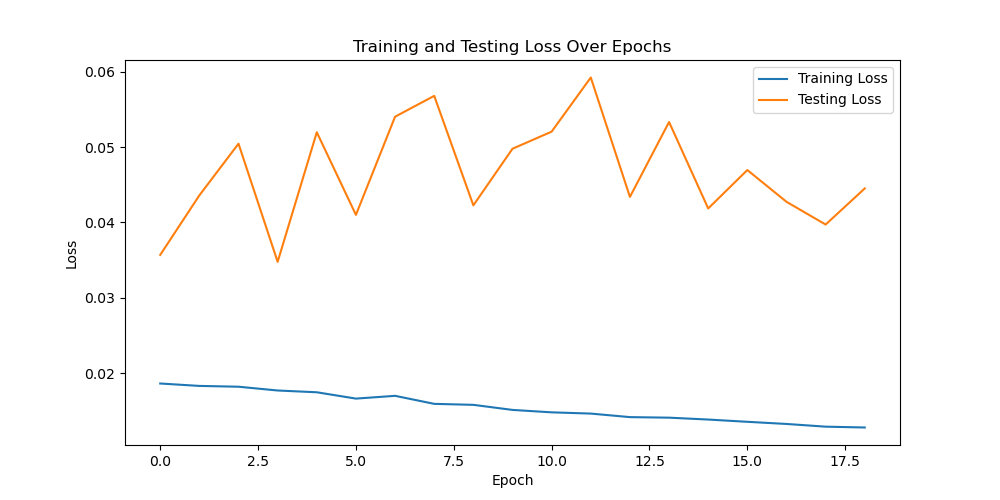 Training and Testing Loss Over Epochs
Training Loss
Testing Loss
0.06
0.05
0.04
0.03
0.02
Loss
0.0 2.5 5.0 7.5 10.0 12.5 15.0 17.5
Epoch